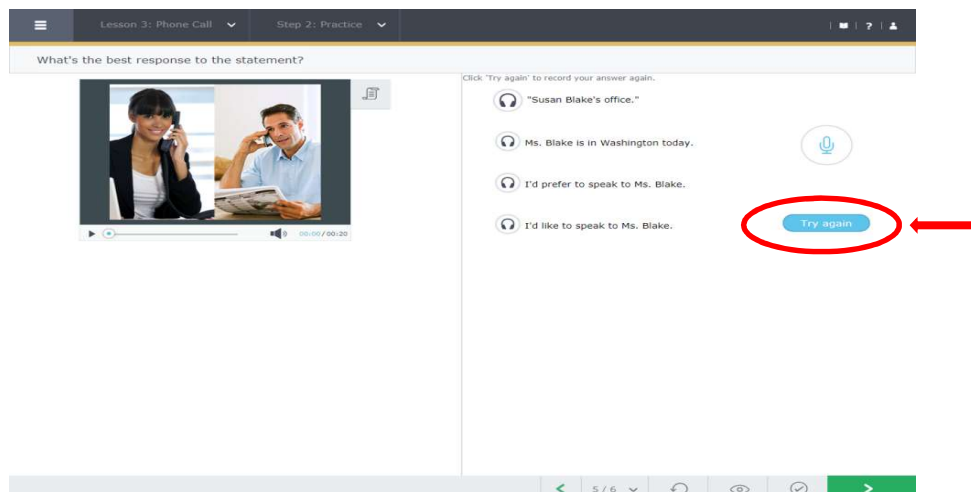 Lesson 3: Phone Call
Step 2: Practice
?
What's the best response to the statement?
Click 'Try again' to record your answer again.
"Susan Blake's office."
Ms. Blake is in Washington today.
I'd prefer to speak to Ms. Blake.
I'd like to speak to Ms. Blake.
Try again
00:00 / 00:20
5 / 6